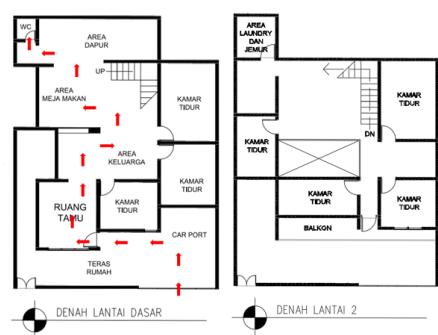 WC
AREA
DAPUR
UP
AREA
MEJA MAKAN
KAMAR
TIDUR
AREA
KELUARGA
KAMAR
TIDUR
RUANG
TAMU
KAMAR
TIDUR
CAR PORT
TERAS
RUMAH
DENAH LANTAI DASAR
AREA
LAUNDRY
DAN
JEMUR
KAMAR
TIDUR
DN
KAMAR
TIDUR
KAMAR
TIDUR
KAMAR
TIDUR
BALKON
DENAH LANTAI 2